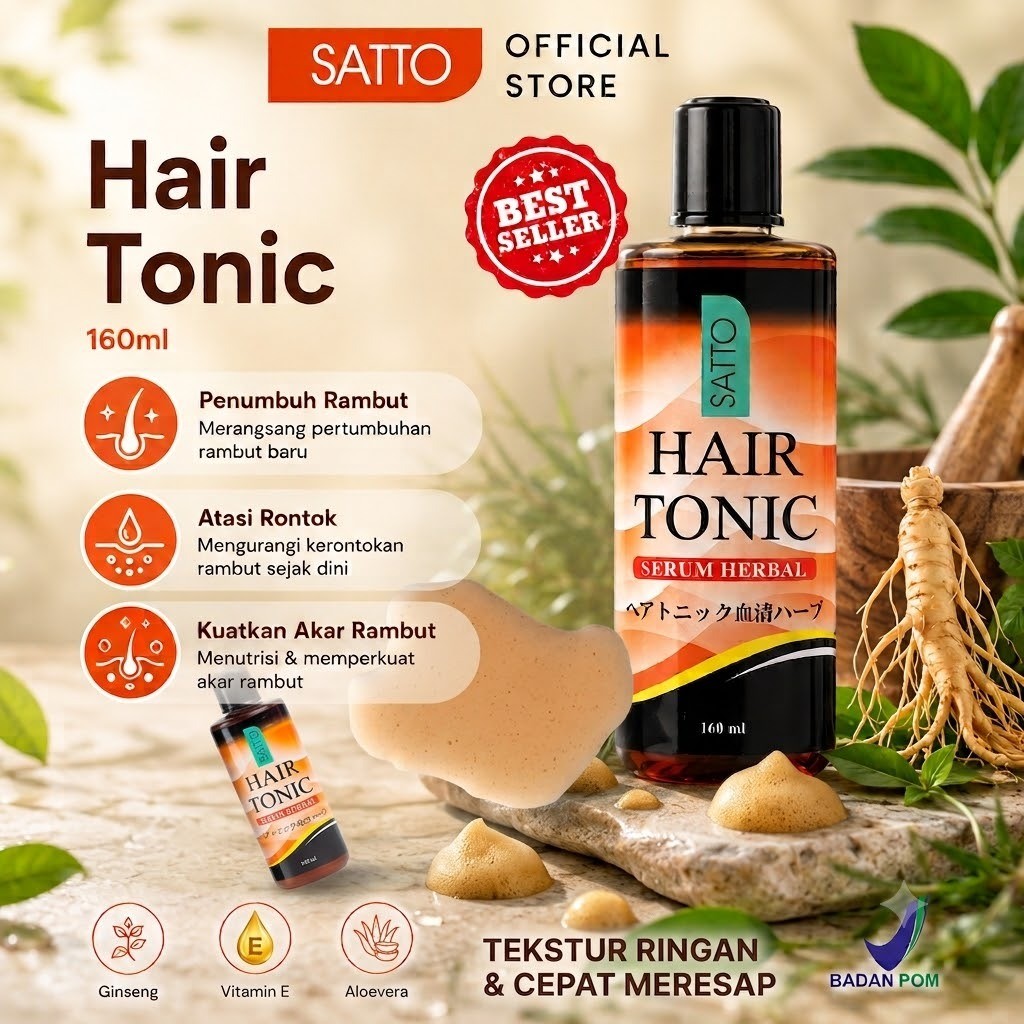 SATTO
OFFICIAL
STORE
Hair
Tonic
160ml
BEST
SELLER
Penumbuh Rambut
Merangsang pertumbuhan
rambut baru
Atasi Rontok
Mengurangi kerontokan
rambut sejak dini
Kuatkan Akar Rambut
Menutrisi & memperkuat
akar rambut
SATTO
HAIR
TONIC
SERUM HERBAL
ヘアトニック血清ハーブ
160 ml
SATTO
HAIR
TONIC
E
Ginseng
Vitamin E
Aloevera
TEKSTUR RINGAN
& CEPAT MERESAP
BADAN POM